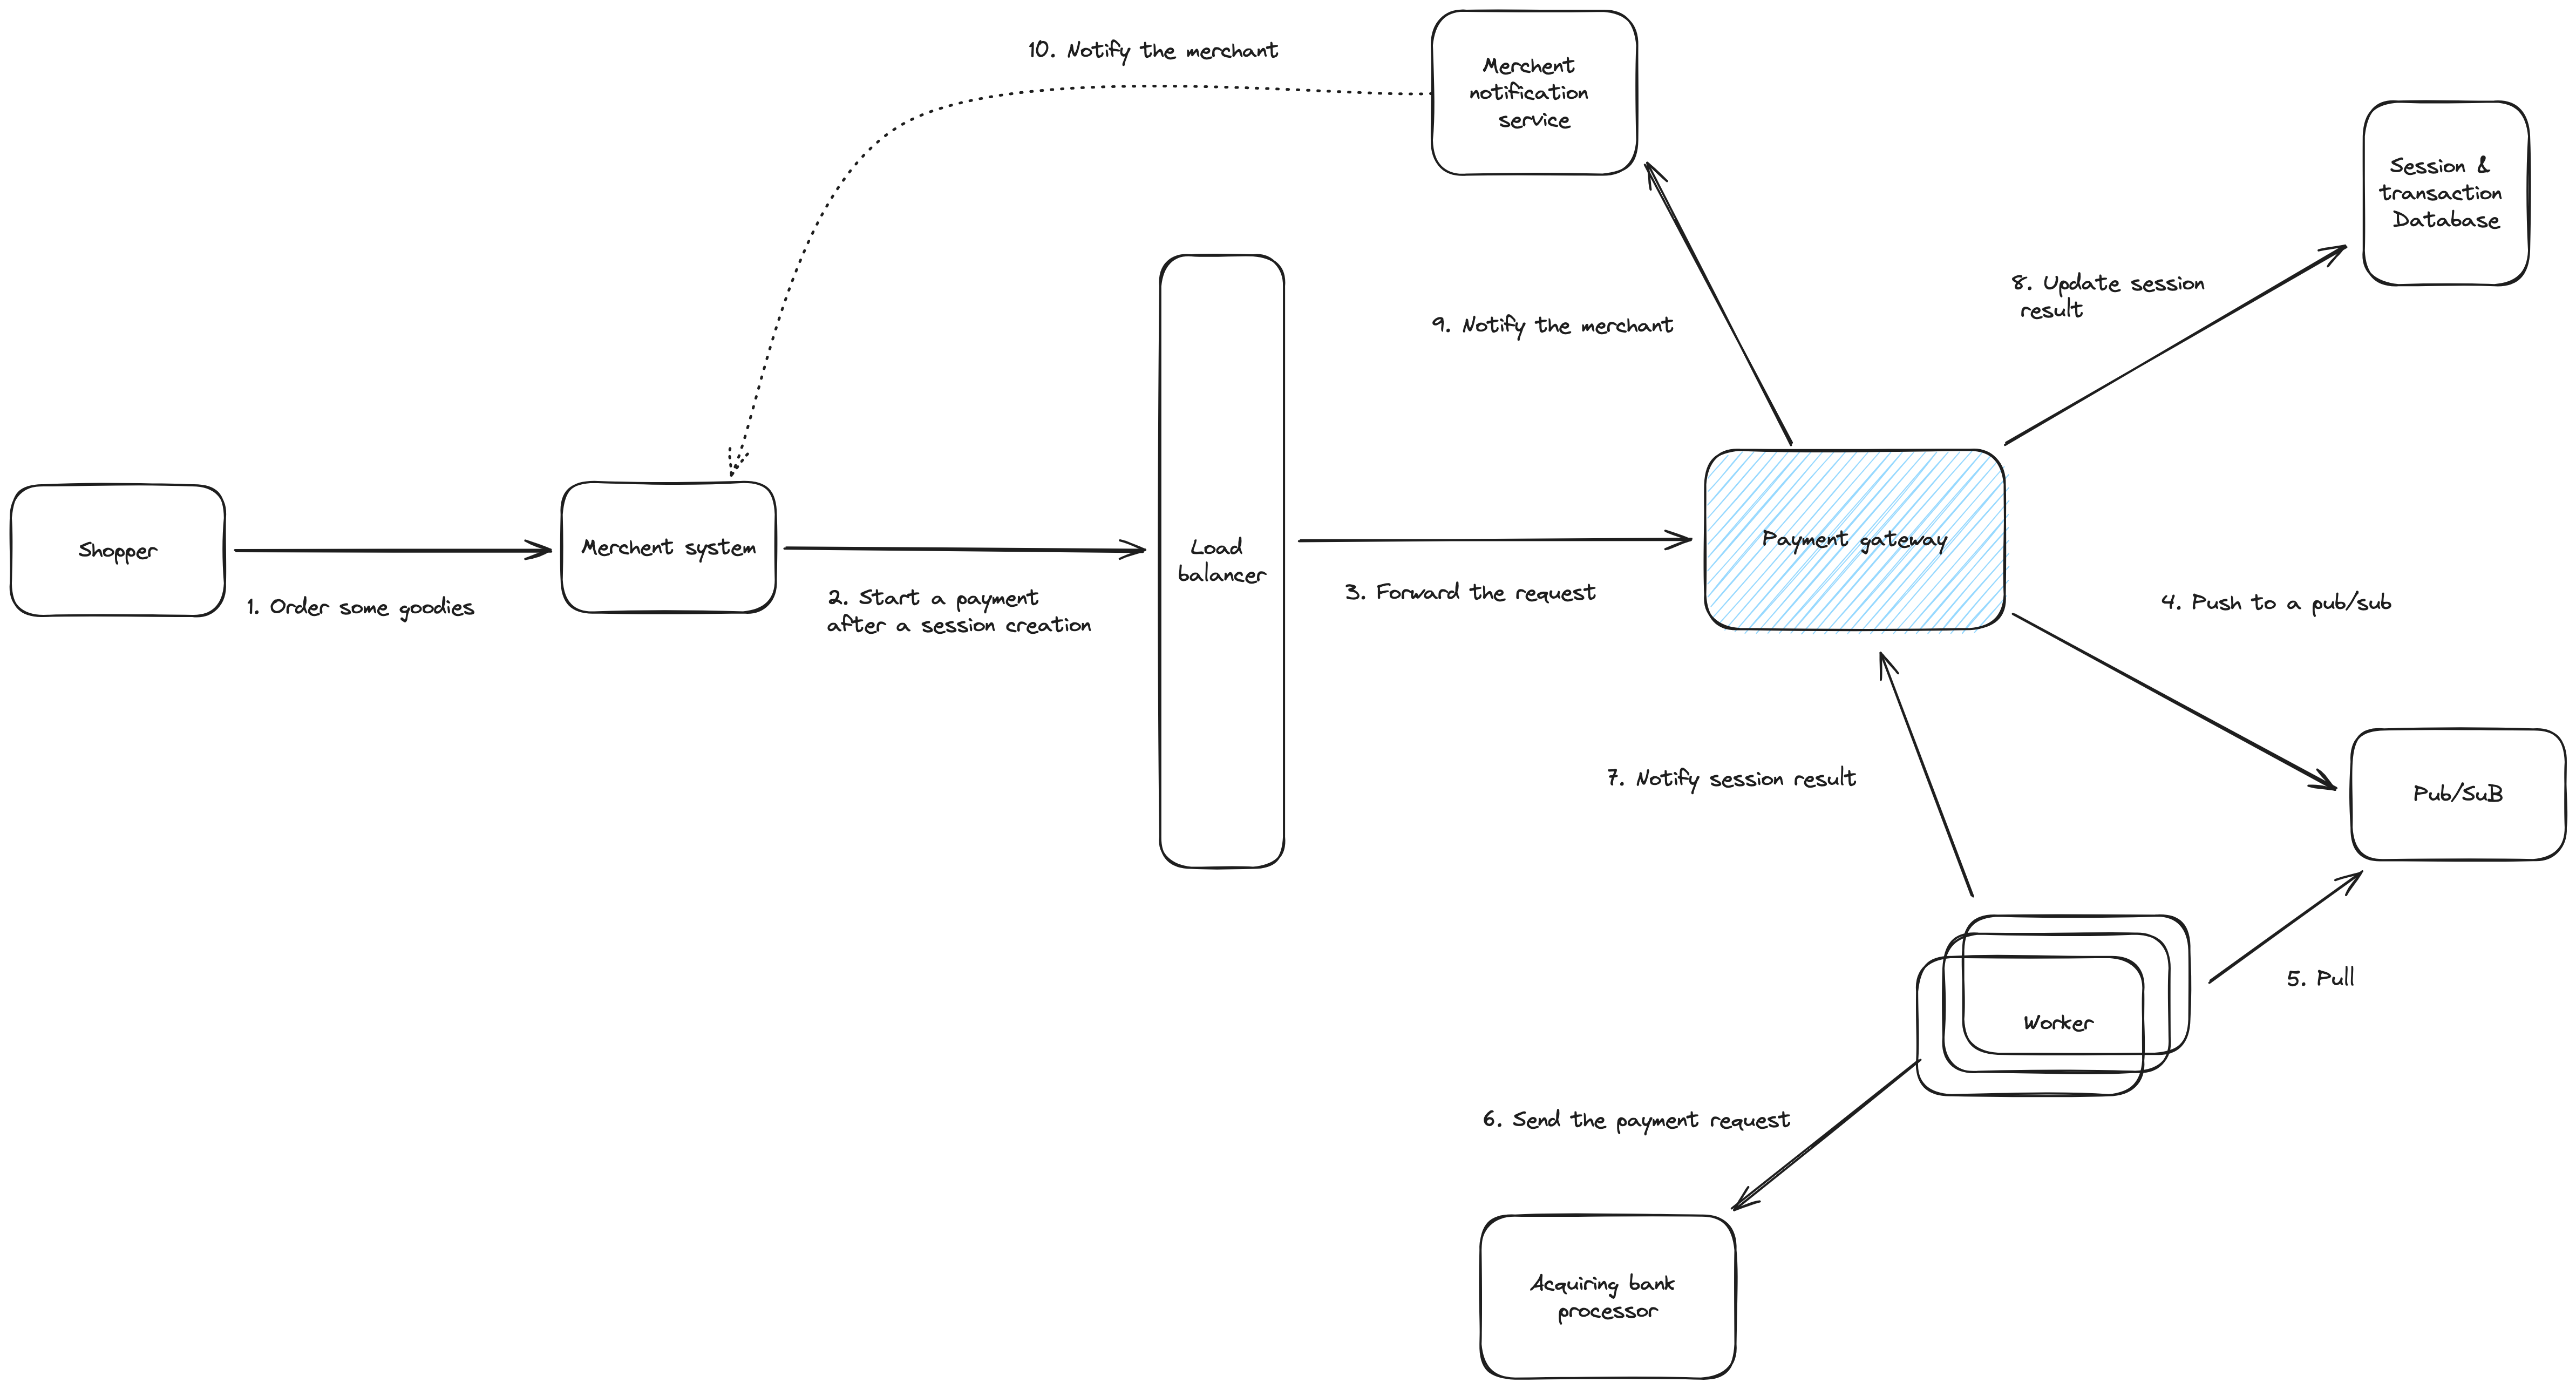 10. Notify the merchant
Merchent
notification
service
Session &
transaction
Database
8. Update session
result
9. Notify the merchant
Shopper
1. Order some goodies
Merchent system
2. Start a payment
after a session creation
Load
balancer
3. Forward the request
Payment gateway
4. Push to a pub/sub
7. Notify session result
Pub/SuB
5. Pull
Worker
6. Send the payment request
Acquiring bank
processor